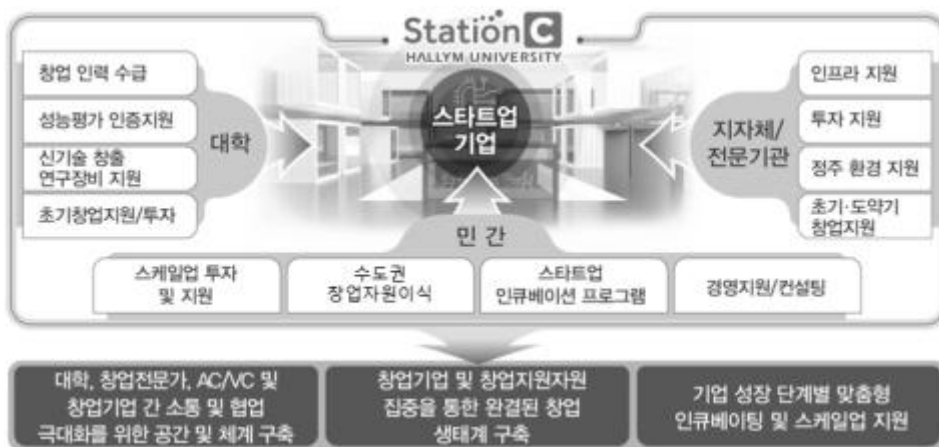 Station C
HALLYM UNIVERSITY
창업 인력 수급
성능평가 인증지원
신기술 창출
연구장비 지원
초기창업지원/투자
대학
스타트업
기업
지자체/
전문기관
인프라 지원
투자 지원
정주 환경 지원
초기·도약기
창업지원
민간
스케일업 투자
및 지원
수도권
창업자원이식
스타트업
인큐베이션 프로그램
경영지원/컨설팅
대학, 창업전문가, AC/VC 및
창업기업 간 소통 및 협업
극대화를 위한 공간 및 체계 구축
창업기업 및 창업지원자원
집중을 통한 완결된 창업
생태계 구축
기업 성장 단계별 맞춤형
인큐베이팅 및 스케일업 지원